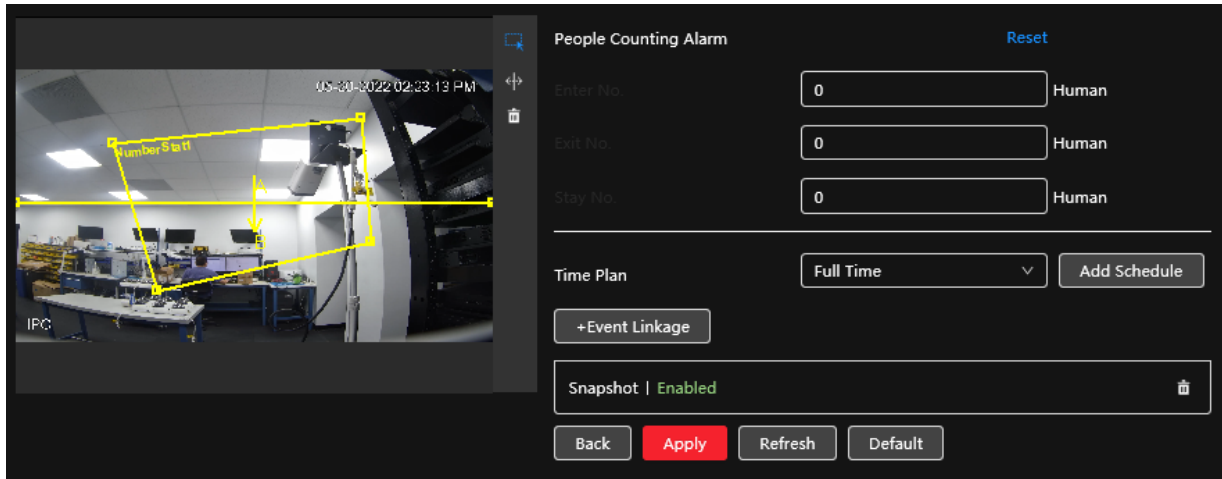 05-20-2022 02:23:13 PM
NumberStat1
A
B
IPC
People Counting Alarm
Reset
Enter No.
0
Human
Exit No.
0
Human
Stay No.
0
Human
Time Plan
Full Time
Add Schedule
+Event Linkage
Snapshot | Enabled
Back
Apply
Refresh
Default